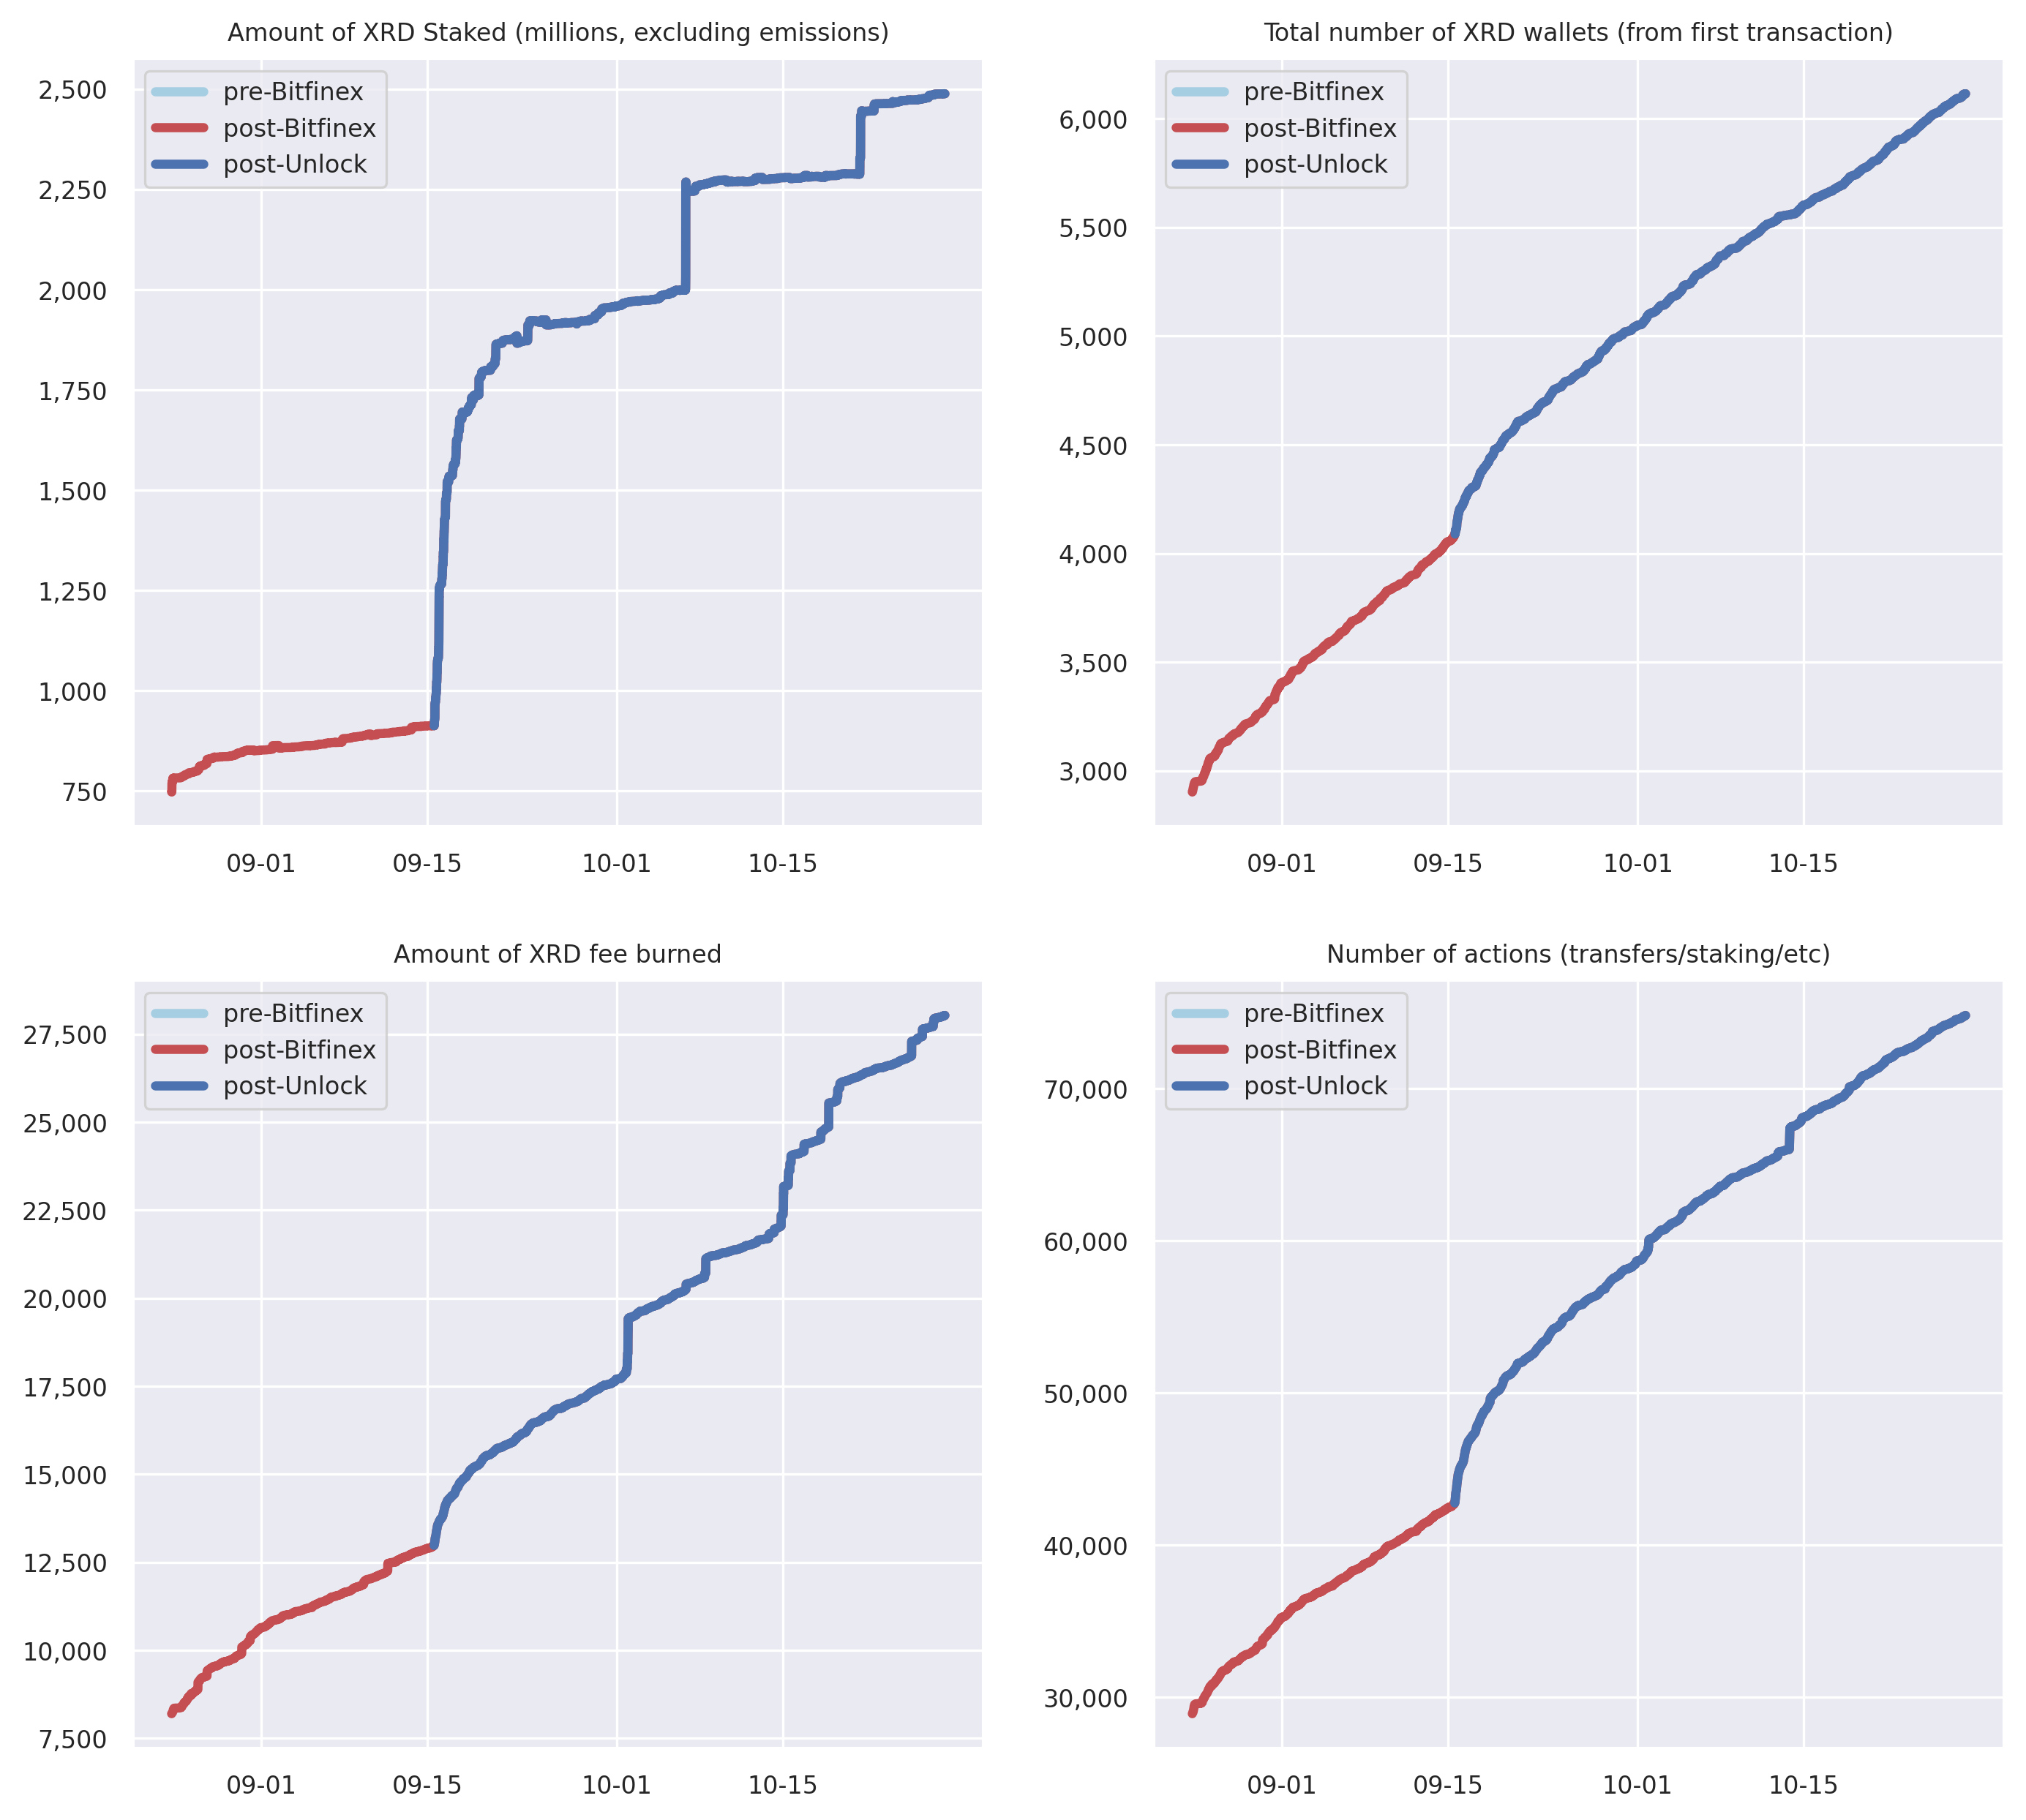 Amount of XRD Staked (millions, excluding emissions)
pre-Bitfinex
post-Bitfinex
post-Unlock
2,500
2,250
2,000
1,750
1,500
1,250
1,000
750
09-01 09-15 10-01 10-15
Total number of XRD wallets (from first transaction)
pre-Bitfinex
post-Bitfinex
post-Unlock
6,000
5,500
5,000
4,500
4,000
3,500
3,000
09-01 09-15 10-01 10-15
Amount of XRD fee burned
pre-Bitfinex
post-Bitfinex
post-Unlock
27,500
25,000
22,500
20,000
17,500
15,000
12,500
10,000
7,500
09-01 09-15 10-01 10-15
Number of actions (transfers/staking/etc)
pre-Bitfinex
post-Bitfinex
post-Unlock
70,000
60,000
50,000
40,000
30,000
09-01 09-15 10-01 10-15